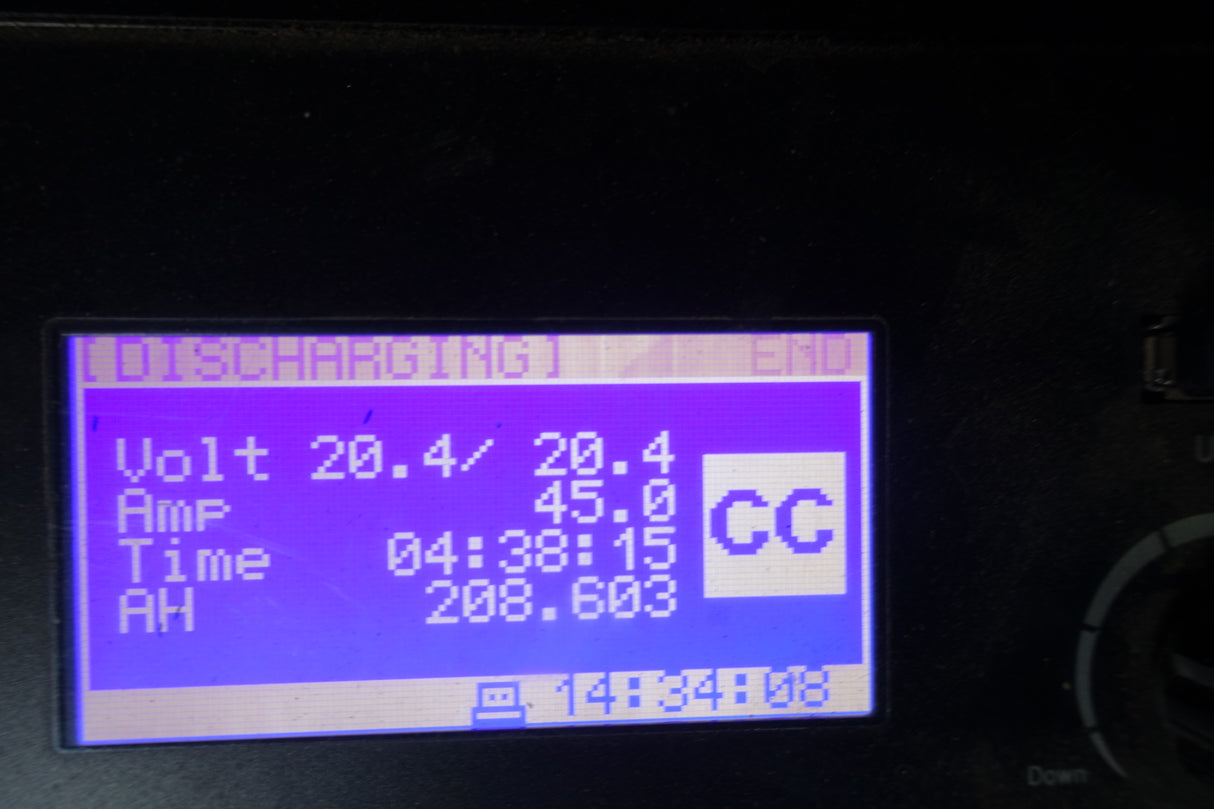 [DISCHARGING] END
Volt 20.4/ 20.4
Amp 45.0
Time 04:38:15
AH 208.603
CC
14:34:08
Down